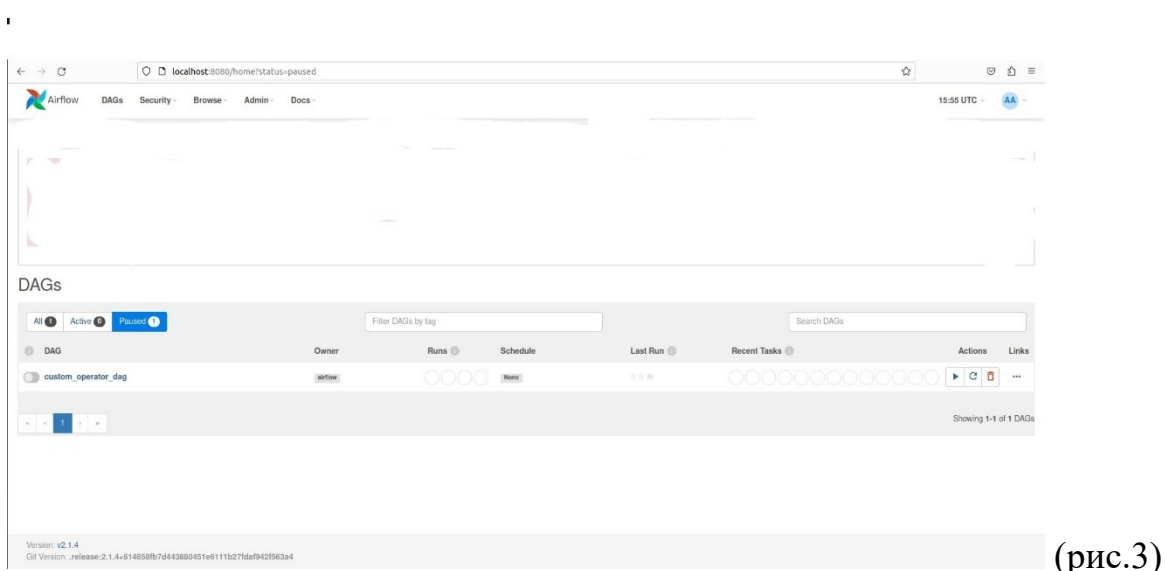 localhost:8080/home?status=paused
Airflow DAGs Security Browse Admin Docs 15:55 UTC AA
DAGs
All 1 Active 0 Paused 1 Filter DAGs by tag Search DAGs
DAG Owner Runs Schedule Last Run Recent Tasks Actions Links
custom_operator_dag airflow None
« ‹ 1 › » Showing 1-1 of 1 DAGs
Version: v2.1.4
Git Version: .release:2.1.4+
(рис.3)